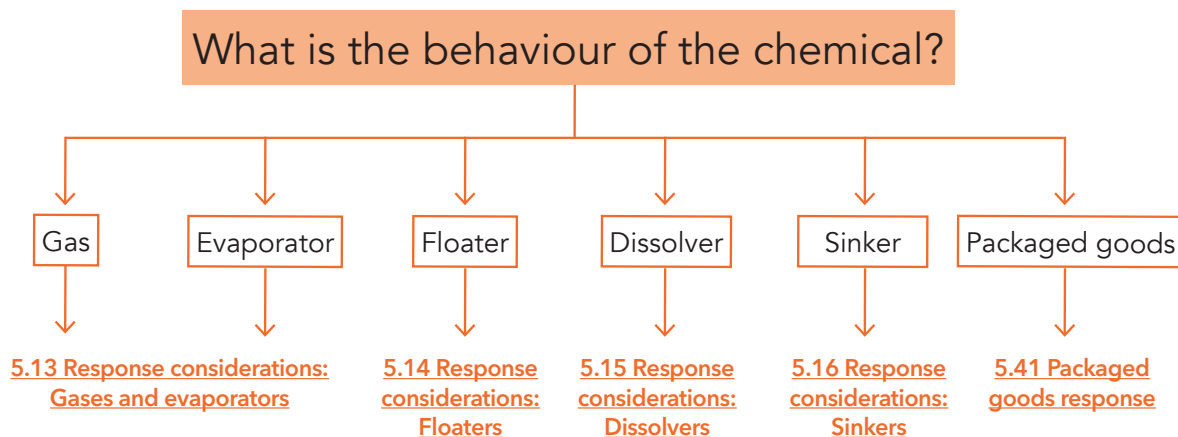 What is the behaviour of the chemical?
Gas
Evaporator
Floater
Dissolver
Sinker
Packaged goods
5.13 Response considerations:
Gases and evaporators
5.14 Response
considerations:
Floaters
5.15 Response
considerations:
Dissolvers
5.16 Response
considerations:
Sinkers
5.41 Packaged
goods response